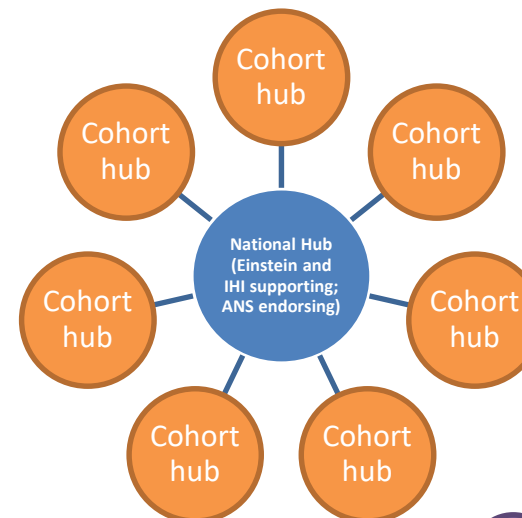 Cohort
hub
Cohort
hub
Cohort
hub
National Hub
(Einstein and
IHI supporting;
ANS endorsing)
Cohort
hub
Cohort
hub
Cohort
hub
Cohort
hub